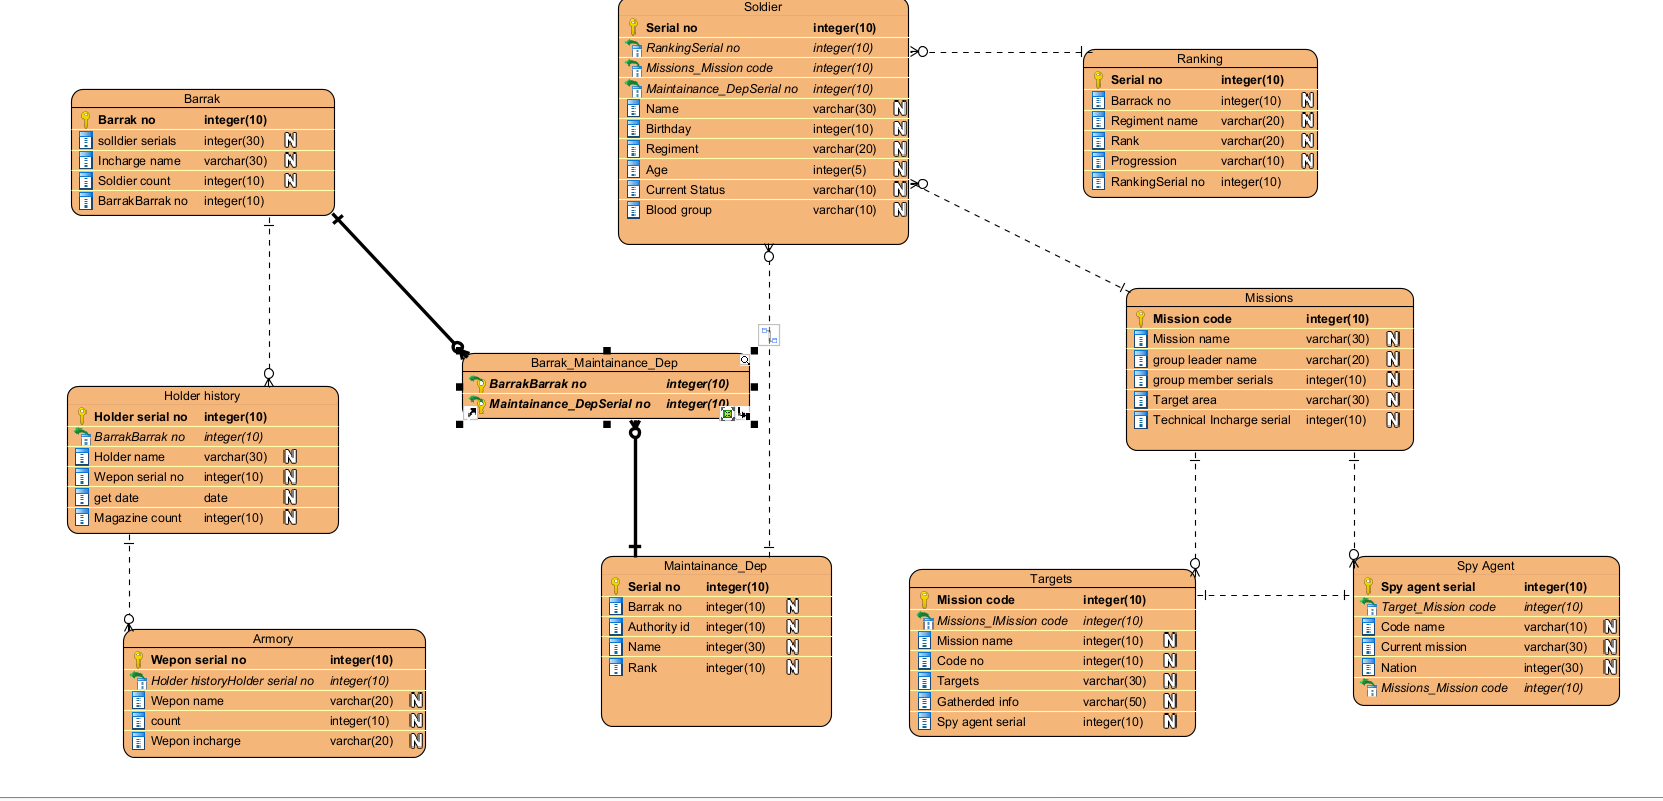 Soldier
Serial no integer(10)
RankingSerial no integer(10)
Missions_Mission code integer(10)
Maintainance_DepSerial no integer(10)
Name varchar(30) N
Birthday integer(10) N
Regiment varchar(20) N
Age integer(5) N
Current Status varchar(10) N
Blood group varchar(10) N
Ranking
Serial no integer(10)
Barrack no integer(10) N
Regiment name varchar(20) N
Rank varchar(20) N
Progression varchar(10) N
RankingSerial no integer(10)
Barrak
Barrak no integer(10)
solldier serials integer(30) N
Incharge name varchar(30) N
Soldier count integer(10) N
BarrakBarrak no integer(10)
Missions
Mission code integer(10)
Mission name varchar(30) N
group leader name varchar(20) N
group member serials integer(10) N
Target area varchar(30) N
Technical Incharge serial integer(10) N
Barrak_Maintainance_Dep
BarrakBarrak no integer(10)
Maintainance_DepSerial no integer(10)
Holder history
Holder serial no integer(10)
BarrakBarrak no integer(10)
Holder name varchar(30) N
Wepon serial no integer(10) N
get date date N
Magazine count integer(10) N
Maintainance_Dep
Serial no integer(10)
Barrak no integer(10) N
Authority id integer(10) N
Name integer(30) N
Rank integer(10) N
Targets
Mission code integer(10)
Missions_IMission code integer(10)
Mission name integer(10) N
Code no integer(10) N
Targets varchar(30) N
Gatherded info varchar(50) N
Spy agent serial integer(10) N
Spy Agent
Spy agent serial integer(10)
Target_Mission code integer(10)
Code name varchar(10) N
Current mission varchar(30) N
Nation integer(30) N
Missions_Mission code integer(10)
Armory
Wepon serial no integer(10)
Holder historyHolder serial no integer(10)
Wepon name varchar(20) N
count integer(10) N
Wepon incharge varchar(20) N